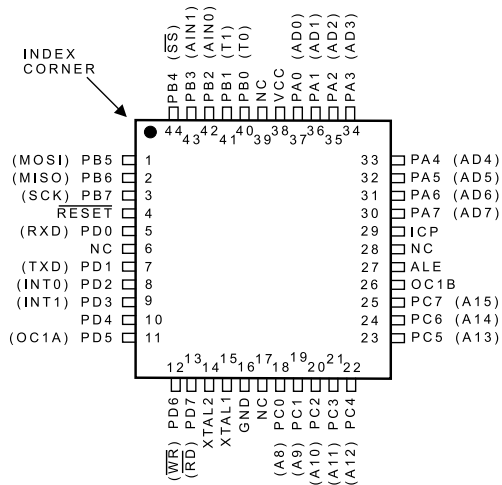 INDEX
CORNER
PB4 (SS)
PB3 (AIN1)
PB2 (AIN0)
PB1 (T1)
PB0 (T0)
NC
VCC
PA0 (AD0)
PA1 (AD1)
PA2 (AD2)
PA3 (AD3)
44 43 42 41 40 39 38 37 36 35 34
(MOSI) PB5 1
(MISO) PB6 2
(SCK) PB7 3
RESET 4
(RXD) PD0 5
NC 6
(TXD) PD1 7
(INT0) PD2 8
(INT1) PD3 9
PD4 10
(OC1A) PD5 11
33 PA4 (AD4)
32 PA5 (AD5)
31 PA6 (AD6)
30 PA7 (AD7)
29 ICP
28 NC
27 ALE
26 OC1B
25 PC7 (A15)
24 PC6 (A14)
23 PC5 (A13)
12 13 14 15 16 17 18 19 20 21 22
(WR) PD6
(RD) PD7
XTAL2
XTAL1
GND
NC
(A8) PC0
(A9) PC1
(A10) PC2
(A11) PC3
(A12) PC4